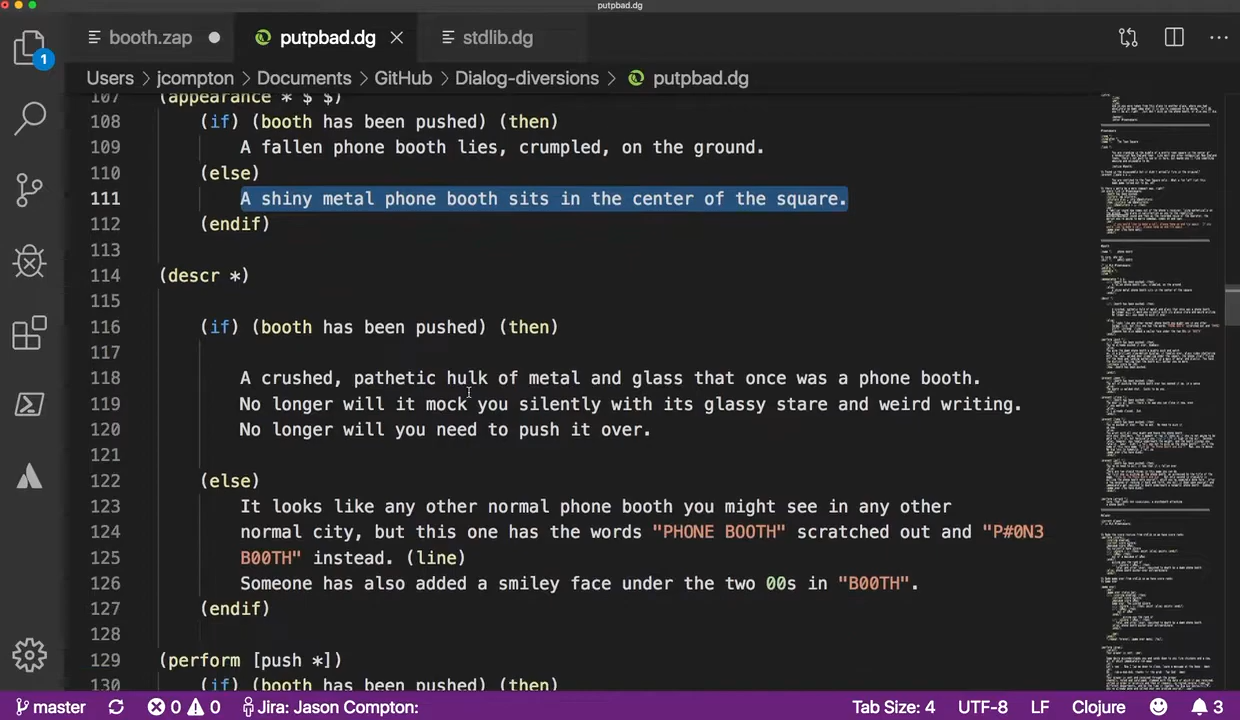 putpbad.dg
booth.zap
putpbad.dg
stdlib.dg
1
Users > jcompton > Documents > GitHub > Dialog-diversions > putpbad.dg
107 (appearance * $ $)
108 (if) (booth has been pushed) (then)
109 A fallen phone booth lies, crumpled, on the ground.
110 (else)
111 A shiny metal phone booth sits in the center of the square.
112 (endif)
113
114 (descr *)
115
116 (if) (booth has been pushed) (then)
117
118 A crushed, pathetic hulk of metal and glass that once was a phone booth.
119 No longer will it mock you silently with its glassy stare and weird writing.
120 No longer will you need to push it over.
121
122 (else)
123 It looks like any other normal phone booth you might see in any other
124 normal city, but this one has the words "PHONE BOOTH" scratched out and "P#0N3
125 B00TH" instead. (line)
126 Someone has also added a smiley face under the two 00s in "B00TH".
127 (endif)
128
129 (perform [push *])
130 (if) (booth has been pushed) (then)
master 0 0 Jira: Jason Compton: Tab Size: 4 UTF-8 LF Clojure 3